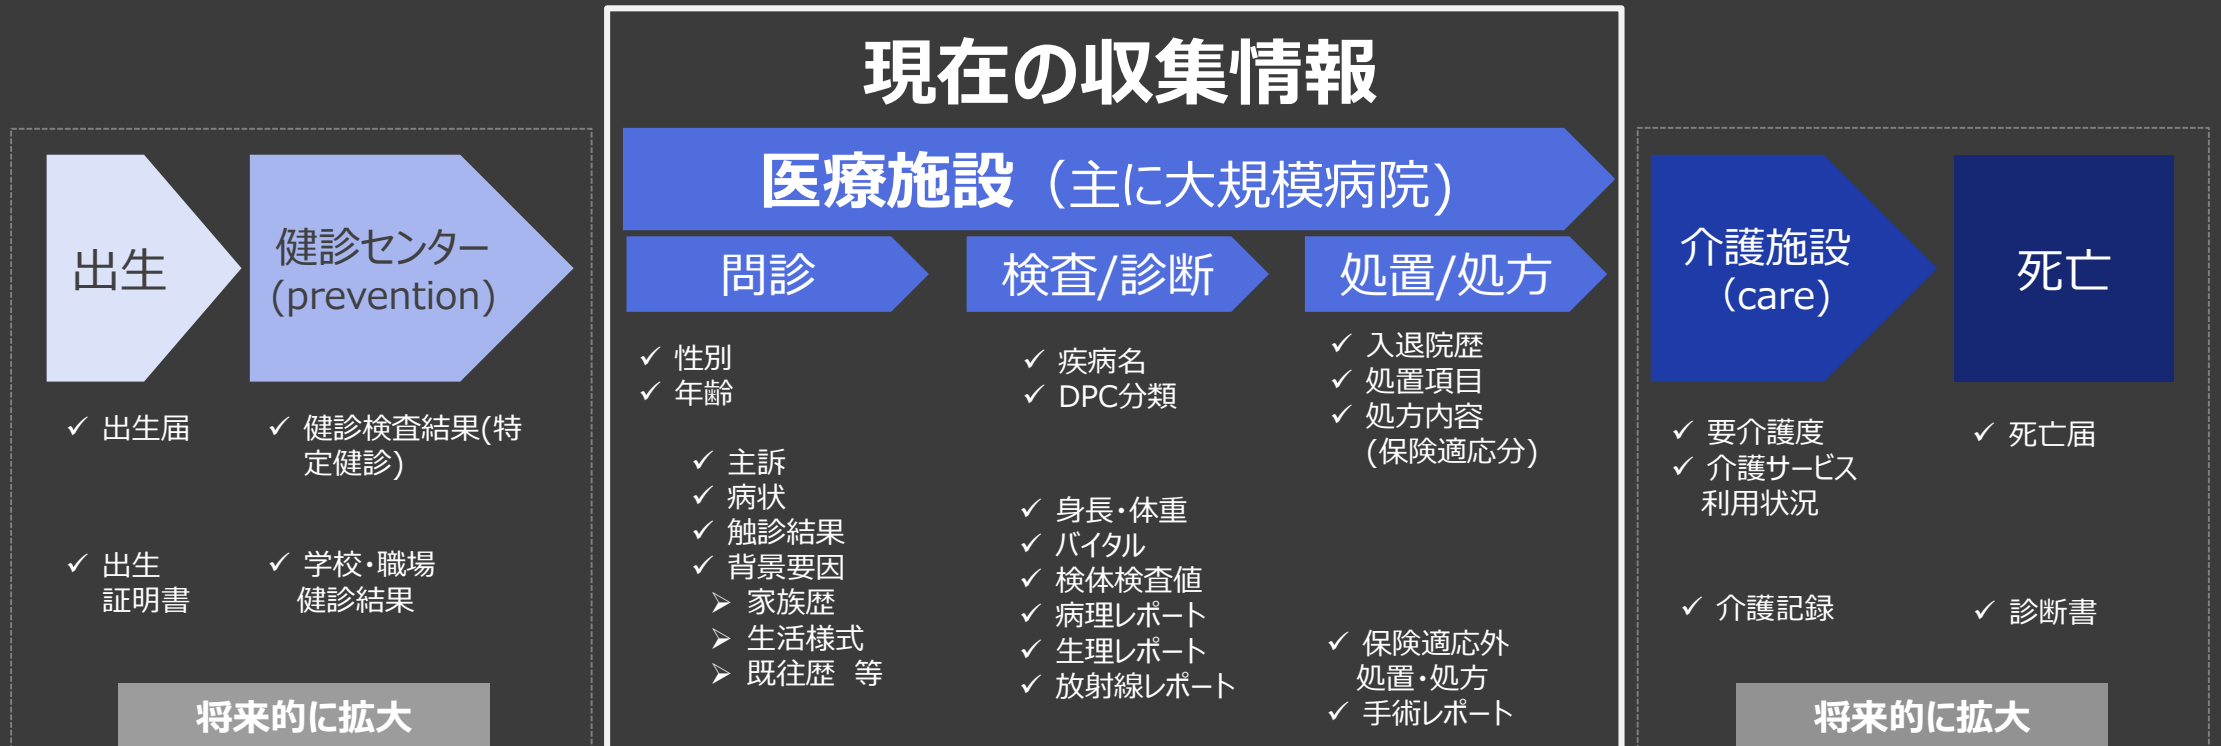 現在の収集情報
出生
健診センター
(prevention)
医療施設（主に大規模病院)
問診
検査/診断
処置/処方
介護施設
（care)
死亡
✓ 出生届
✓ 出生
証明書
✓ 健診検査結果(特
定健診)
✓ 学校・職場
健診結果
将来的に拡大
✓ 性別
✓ 年齢
✓ 主訴
✓ 病状
✓ 触診結果
✓ 背景要因
➢ 家族歴
➢ 生活様式
➢ 既往歴　等
✓ 疾病名
✓ DPC分類
✓ 身長・体重
✓ バイタル
✓ 検体検査値
✓ 病理レポート
✓ 生理レポート
✓ 放射線レポート
✓ 入退院歴
✓ 処置項目
✓ 処方内容
(保険適応分)
✓ 保険適応外
処置・処方
✓ 手術レポート
✓ 要介護度
✓ 介護サービス
利用状況
✓ 介護記録
✓ 死亡届
✓ 診断書
将来的に拡大